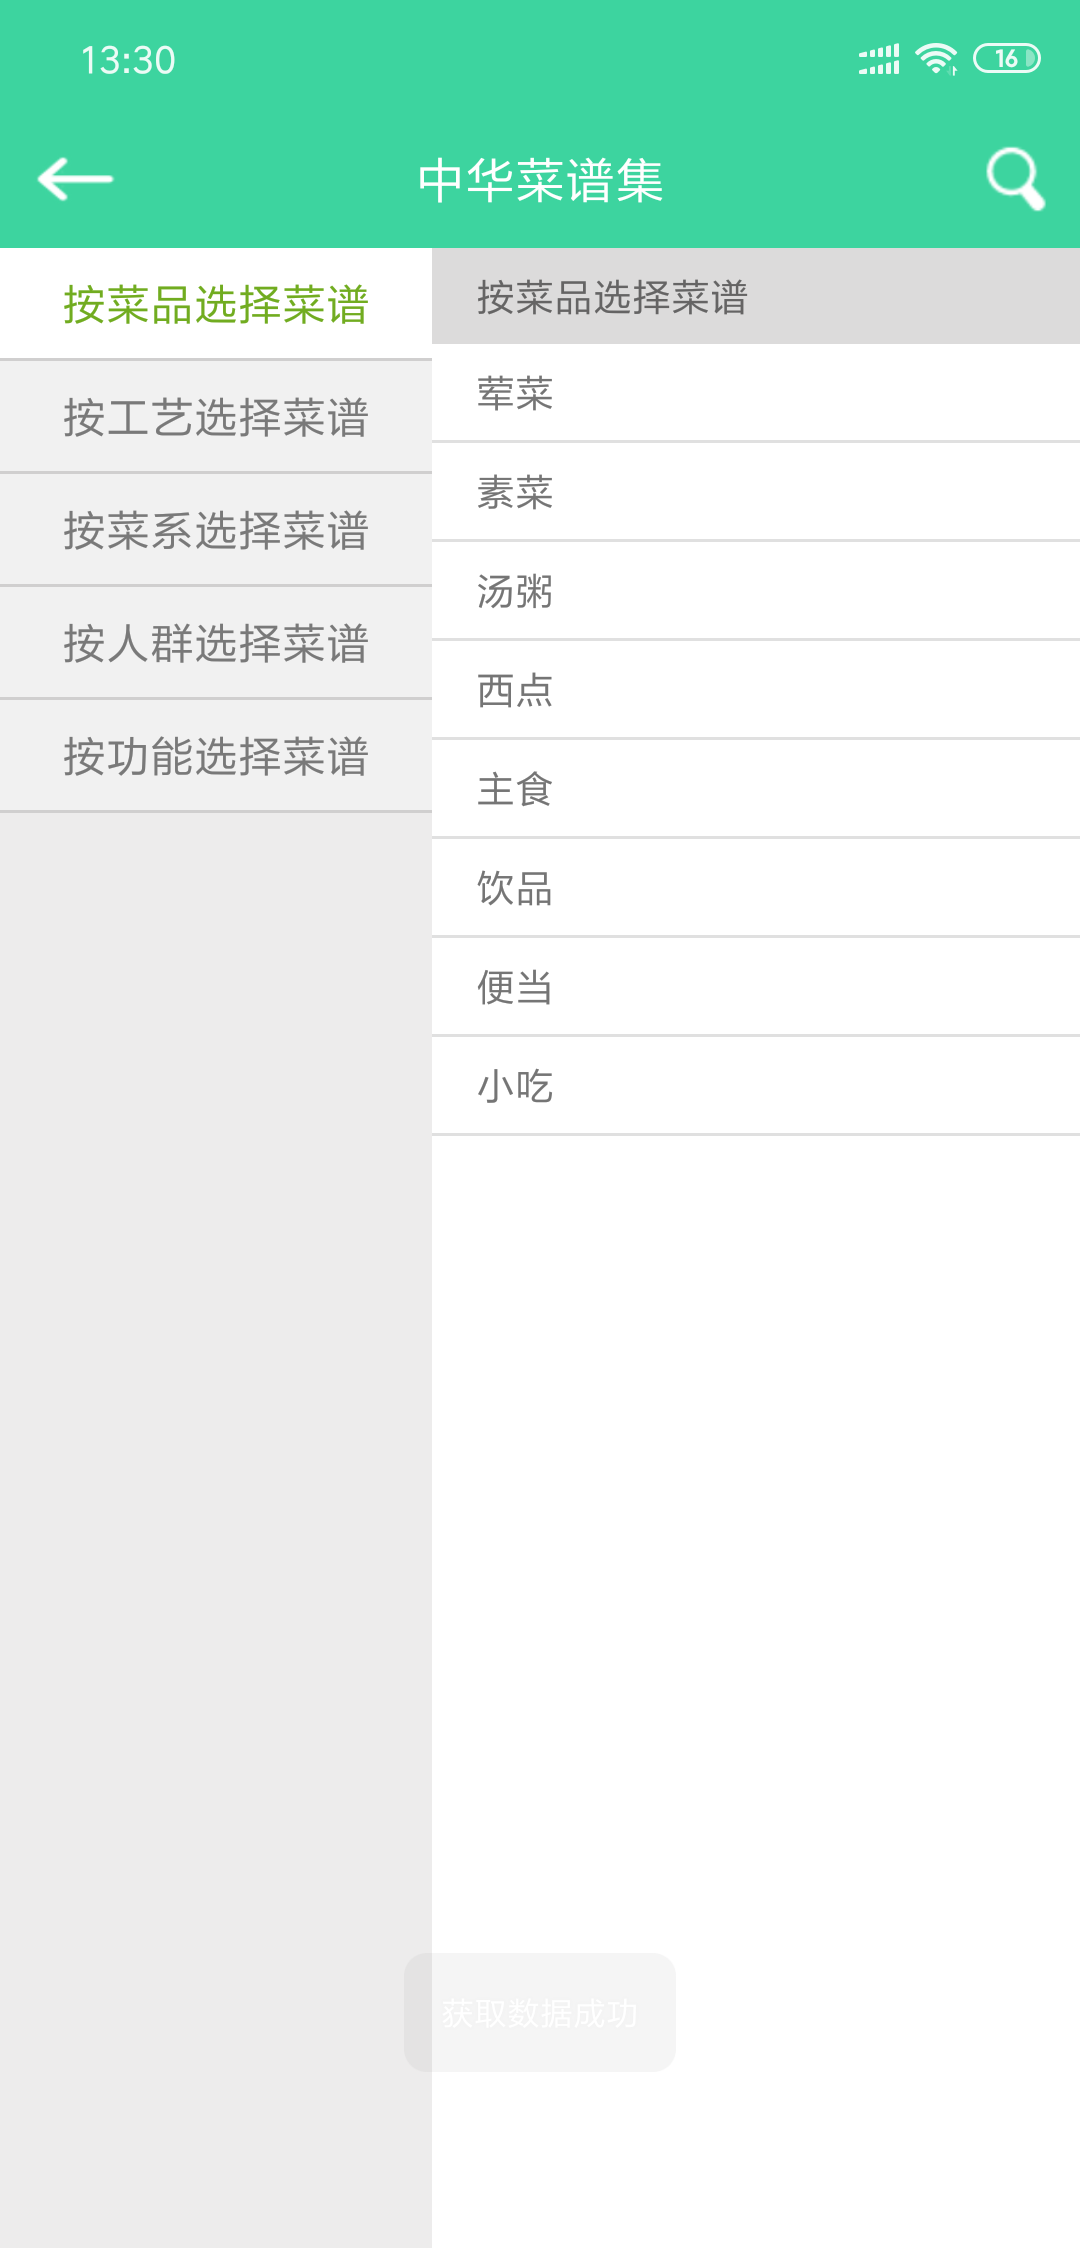 13:30
16
中华菜谱集
按菜品选择菜谱
按工艺选择菜谱
按菜系选择菜谱
按人群选择菜谱
按功能选择菜谱
按菜品选择菜谱
荤菜
素菜
汤粥
西点
主食
饮品
便当
小吃
获取数据成功